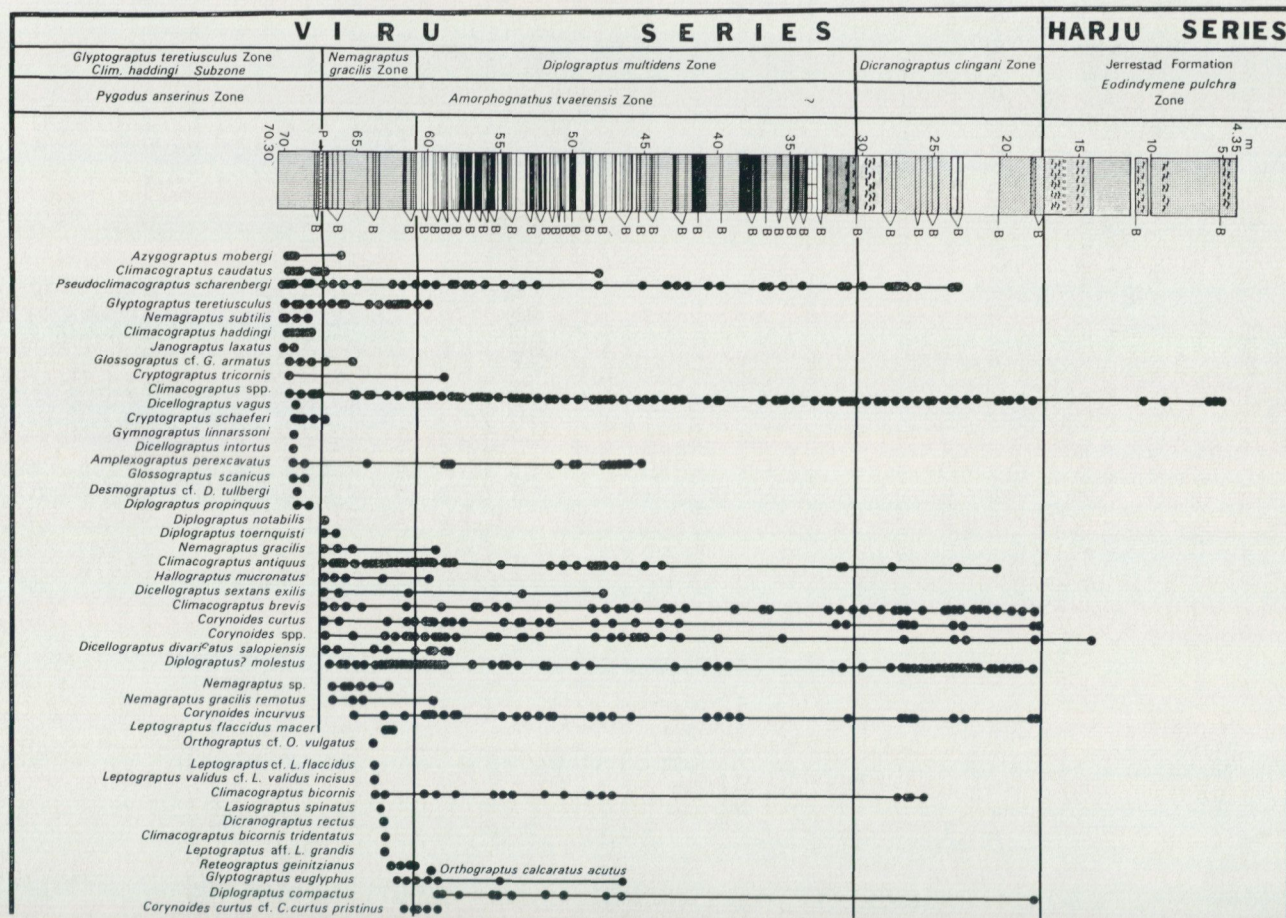 VIRU SERIES HARJU SERIES
Glyptograptus teretiusculus Zone
Clim. haddingi Subzone
Nemagraptus
gracilis Zone
Diplograptus multidens Zone
Dicranograptus clingani Zone
Jerrestad Formation
Eodindymene pulchra
Zone
Pygodus anserinus Zone
Amorphognathus tvaerensis Zone ~
70.30 70 P 65 60 55 50 45 40 35 30 25 20 15 10 5 4.35 m
B B B B B B B B B B B B B B B B B B B B B B B B B B B B B B B B B B B
Azygograptus mobergi
Climacograptus caudatus
Pseudoclimacograptus scharenbergi
Glyptograptus teretiusculus
Nemagraptus subtilis
Climacograptus haddingi
Janograptus laxatus
Glossograptus cf. G. armatus
Cryptograptus tricornis
Climacograptus spp.
Dicellograptus vagus
Cryptograptus schaeferi
Gymnograptus linnarssoni
Dicellograptus intortus
Amplexograptus perexcavatus
Glossograptus scanicus
Desmograptus cf. D. tullbergi
Diplograptus propinquus
Diplograptus notabilis
Diplograptus toernquisti
Nemagraptus gracilis
Climacograptus antiquus
Hallograptus mucronatus
Dicellograptus sextans exilis
Climacograptus brevis
Corynoides curtus
Corynoides spp.
Dicellograptus divaricatus salopiensis
Diplograptus? molestus
Nemagraptus sp.
Nemagraptus gracilis remotus
Corynoides incurvus
Leptograptus flaccidus macer
Orthograptus cf. O. vulgatus
Leptograptus cf. L. flaccidus
Leptograptus validus cf. L. validus incisus
Climacograptus bicornis
Lasiograptus spinatus
Dicranograptus rectus
Climacograptus bicornis tridentatus
Leptograptus aff. L. grandis
Reteograptus geinitzianus
Orthograptus calcaratus acutus
Glyptograptus euglyphus
Diplograptus compactus
Corynoides curtus cf. C. curtus pristinus